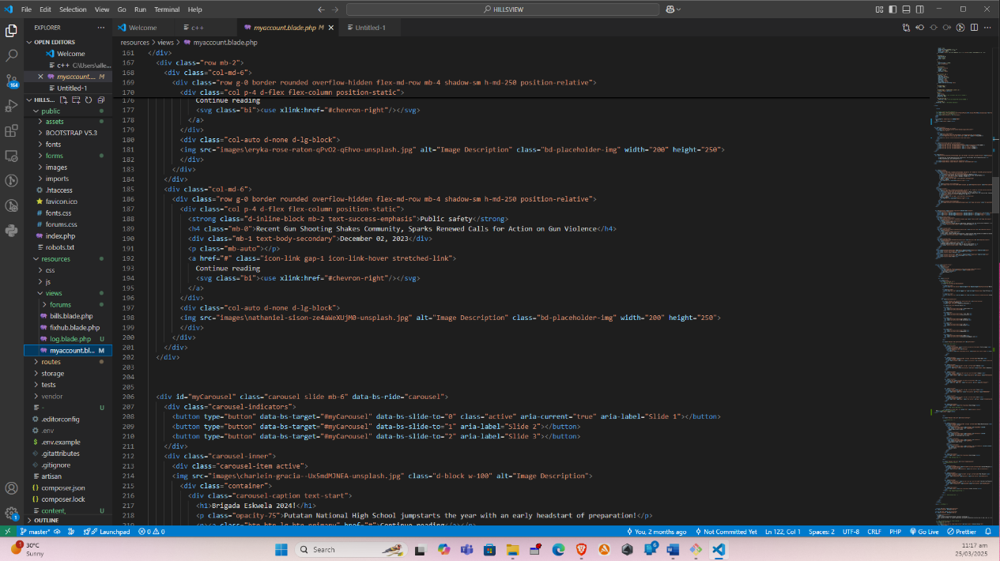 File Edit Selection View Go Run Terminal Help
HILLSVIEW
EXPLORER
OPEN EDITORS
Welcome
c++ C:\Users\alle...
myaccount.... M
Untitled-1
HILLS...
public
assets
BOOTSTRAP V5.3
fonts
forms
images
imports
.htaccess
favicon.ico
fonts.css
forums.css
index.php
robots.txt
resources
css
js
views
forums
bills.blade.php
fixhub.blade.php
log.blade.php U
myaccount.bl... M
routes
storage
tests
vendor
- U
.editorconfig
.env
.env.example
.gitattributes
.gitignore
artisan
composer.json
composer.lock
content, U
OUTLINE
164
1
Welcome
c++
myaccount.blade.php M
Untitled-1
resources > views > myaccount.blade.php
161 </div>
167 <div class="row mb-2">
168 <div class="col-md-6">
169 <div class="row g-0 border rounded overflow-hidden flex-md-row mb-4 shadow-sm h-md-250 position-relative">
170 <div class="col p-4 d-flex flex-column position-static">
176 Continue reading
177 <svg class="bi"><use xlink:href="#chevron-right"/></svg>
178 </a>
179 </div>
180 <div class="col-auto d-none d-lg-block">
181 <img src="images\eryka-rose-raton-qPvO2-qEhvo-unsplash.jpg" alt="Image Description" class="bd-placeholder-img" width="200" height="250">
182 </div>
183 </div>
184 </div>
185 <div class="col-md-6">
186 <div class="row g-0 border rounded overflow-hidden flex-md-row mb-4 shadow-sm h-md-250 position-relative">
187 <div class="col p-4 d-flex flex-column position-static">
188 <strong class="d-inline-block mb-2 text-success-emphasis">Public safety</strong>
189 <h4 class="mb-0">Recent Gun Shooting Shakes Community, Sparks Renewed Calls for Action on Gun Violence</h4>
190 <div class="mb-1 text-body-secondary">December 02, 2023</div>
191 <p class="mb-auto"></p>
192 <a href="#" class="icon-link gap-1 icon-link-hover stretched-link">
193 Continue reading
194 <svg class="bi"><use xlink:href="#chevron-right"/></svg>
195 </a>
196 </div>
197 <div class="col-auto d-none d-lg-block">
198 <img src="images\nathaniel-sison-ze4aWeXUjM0-unsplash.jpg" alt="Image Description" class="bd-placeholder-img" width="200" height="250">
199 </div>
200 </div>
201 </div>
202 </div>
203
204
205
206 <div id="myCarousel" class="carousel slide mb-6" data-bs-ride="carousel">
207 <div class="carousel-indicators">
208 <button type="button" data-bs-target="#myCarousel" data-bs-slide-to="0" class="active" aria-current="true" aria-label="Slide 1"></button>
209 <button type="button" data-bs-target="#myCarousel" data-bs-slide-to="1" aria-label="Slide 2"></button>
210 <button type="button" data-bs-target="#myCarousel" data-bs-slide-to="2" aria-label="Slide 3"></button>
211 </div>
212 <div class="carousel-inner">
213 <div class="carousel-item active">
214 <img src="images\charlein-gracia--Ux5mdMJNEA-unsplash.jpg" class="d-block w-100" alt="Image Description">
215 <div class="container">
216 <div class="carousel-caption text-start">
217 <h1>Brigada Eskwela 2024!</h1>
218 <p class="opacity-75">Putatan National High School jumpstarts the year with an early headstart of preparation!</p>
219 <p><a class="btn btn-lg btn-primary" href="#">Continue reading</a></p>
master* Launchpad 0 0 You, 2 months ago Not Committed Yet Ln 122, Col 1 Spaces: 2 UTF-8 CRLF PHP Go Live Prettier
1
30°C
Sunny
Search
6
11:17 am
25/03/2025